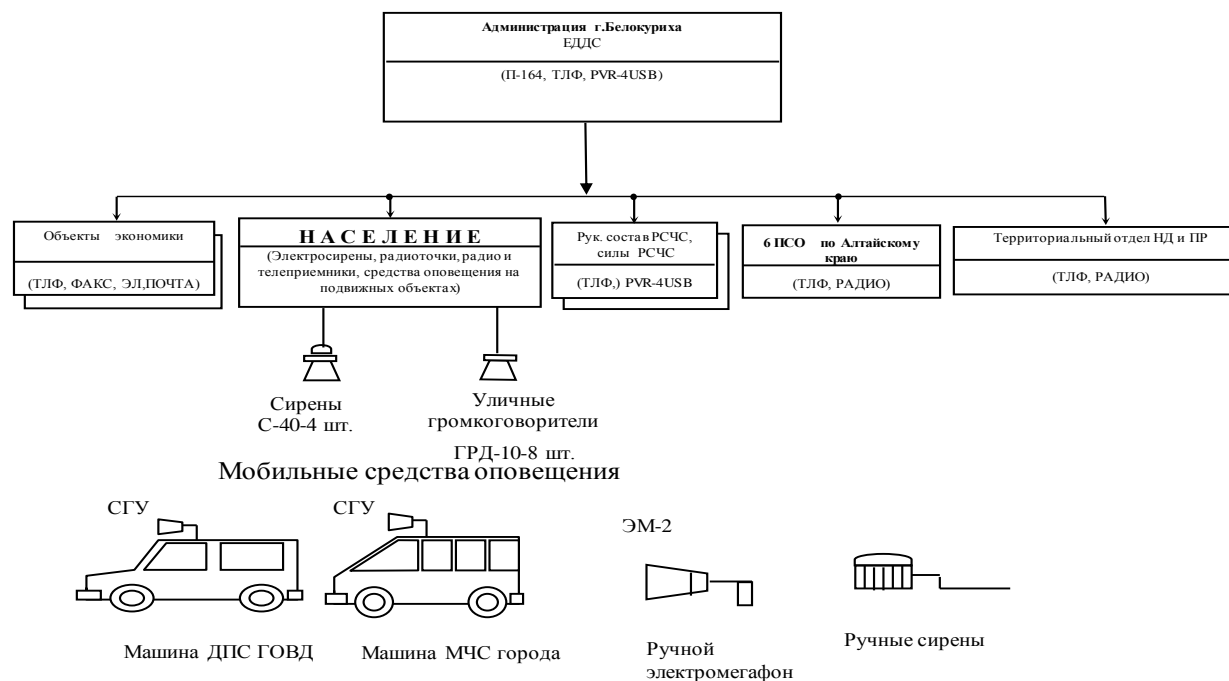 Администрация г.Белокуриха
ЕДДС
(П-164, ТЛФ, PVR-4USB)
Объекты экономики
(ТЛФ, ФАКС, ЭЛ,ПОЧТА)
НАСЕЛЕНИЕ
(Электросирены, радиоточки, радио и
телеприемники, средства оповещения на
подвижных объектах)
Рук. состав РСЧС,
силы РСЧС
(ТЛФ,) PVR-4USB
6 ПСО по Алтайскому
краю
(ТЛФ, РАДИО)
Территориальный отдел НД и ПР
(ТЛФ, РАДИО)
Сирены
С-40-4 шт.
Уличные
громкоговорители
ГРД-10-8 шт.
Мобильные средства оповещения
СГУ
СГУ
ЭМ-2
Машина ДПС ГОВД
Машина МЧС города
Ручной
электромегафон
Ручные сирены